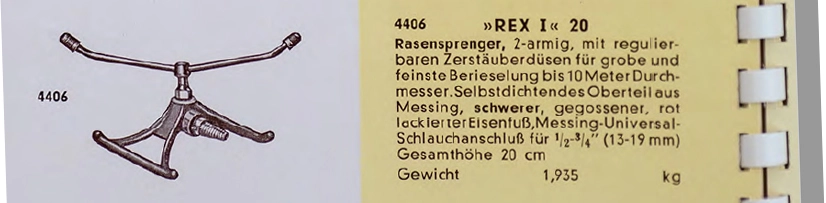 4406
4406 »REX I« 20
Rasensprenger, 2-armig, mit regulier-
baren Zerstäuberdüsen für grobe und
feinste Berieselung bis 10 Meter Durch-
messer. Selbstdichtendes Oberteil aus
Messing, schwerer, gegossener, rot
lackierter Eisenfuß, Messing-Universal-
Schlauchanschluß für 1/2-3/4" (13-19 mm)
Gesamthöhe 20 cm
Gewicht 1,935 kg